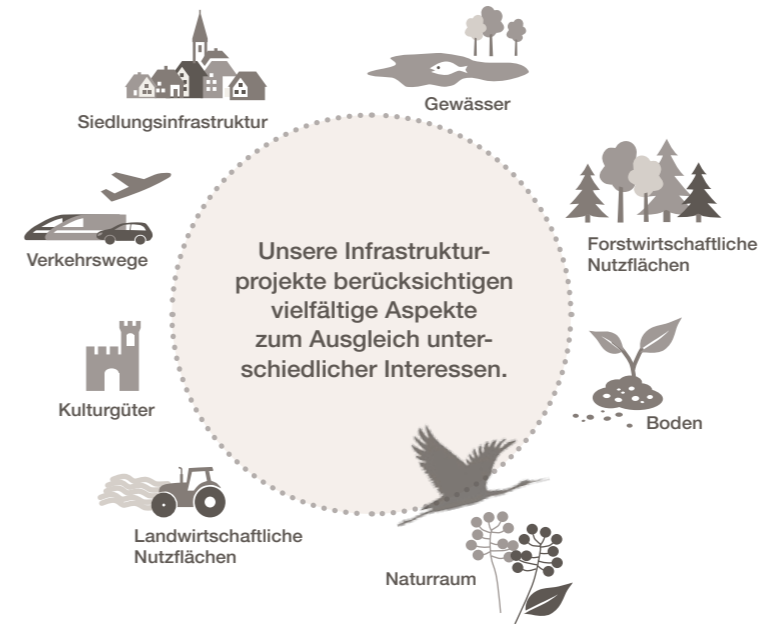 Siedlungsinfrastruktur
Gewässer
Verkehrswege
Forstwirtschaftliche
Nutzflächen
Unsere Infrastruktur-
projekte berücksichtigen
vielfältige Aspekte
zum Ausgleich unter-
schiedlicher Interessen.
Kulturgüter
Boden
Landwirtschaftliche
Nutzflächen
Naturraum